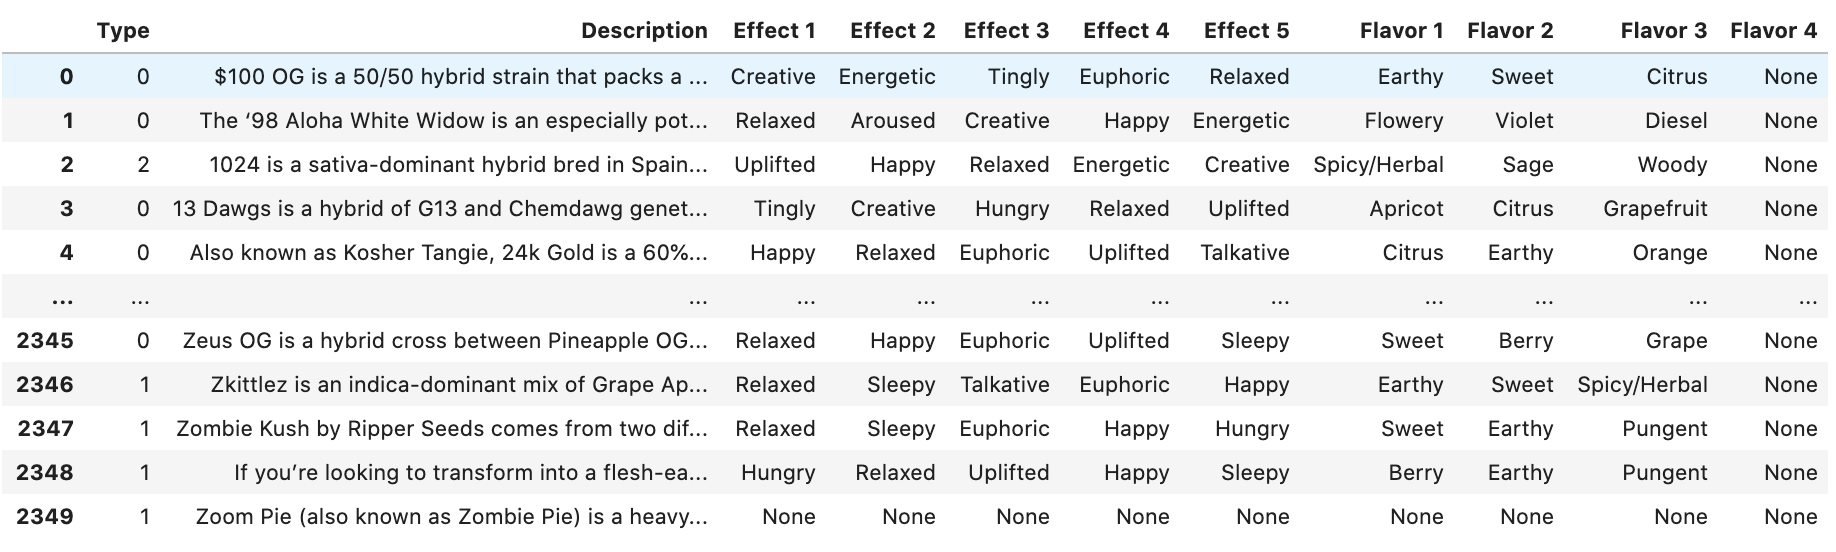 Type Description Effect 1 Effect 2 Effect 3 Effect 4 Effect 5 Flavor 1 Flavor 2 Flavor 3 Flavor 4
0 0 $100 OG is a 50/50 hybrid strain that packs a ... Creative Energetic Tingly Euphoric Relaxed Earthy Sweet Citrus None
1 0 The ‘98 Aloha White Widow is an especially pot... Relaxed Aroused Creative Happy Energetic Flowery Violet Diesel None
2 2 1024 is a sativa-dominant hybrid bred in Spain... Uplifted Happy Relaxed Energetic Creative Spicy/Herbal Sage Woody None
3 0 13 Dawgs is a hybrid of G13 and Chemdawg genet... Tingly Creative Hungry Relaxed Uplifted Apricot Citrus Grapefruit None
4 0 Also known as Kosher Tangie, 24k Gold is a 60%... Happy Relaxed Euphoric Uplifted Talkative Citrus Earthy Orange None
... ... ... ... ... ... ... ... ... ... ... ...
2345 0 Zeus OG is a hybrid cross between Pineapple OG... Relaxed Happy Euphoric Uplifted Sleepy Sweet Berry Grape None
2346 1 Zkittlez is an indica-dominant mix of Grape Ap... Relaxed Sleepy Talkative Euphoric Happy Earthy Sweet Spicy/Herbal None
2347 1 Zombie Kush by Ripper Seeds comes from two dif... Relaxed Sleepy Euphoric Happy Hungry Sweet Earthy Pungent None
2348 1 If you’re looking to transform into a flesh-ea... Hungry Relaxed Uplifted Happy Sleepy Berry Earthy Pungent None
2349 1 Zoom Pie (also known as Zombie Pie) is a heavy... None None None None None None None None None